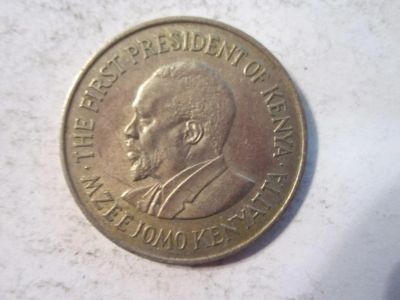 · THE FIRST PRESIDENT OF KENYA ·
MZEE JOMO KENYATTA